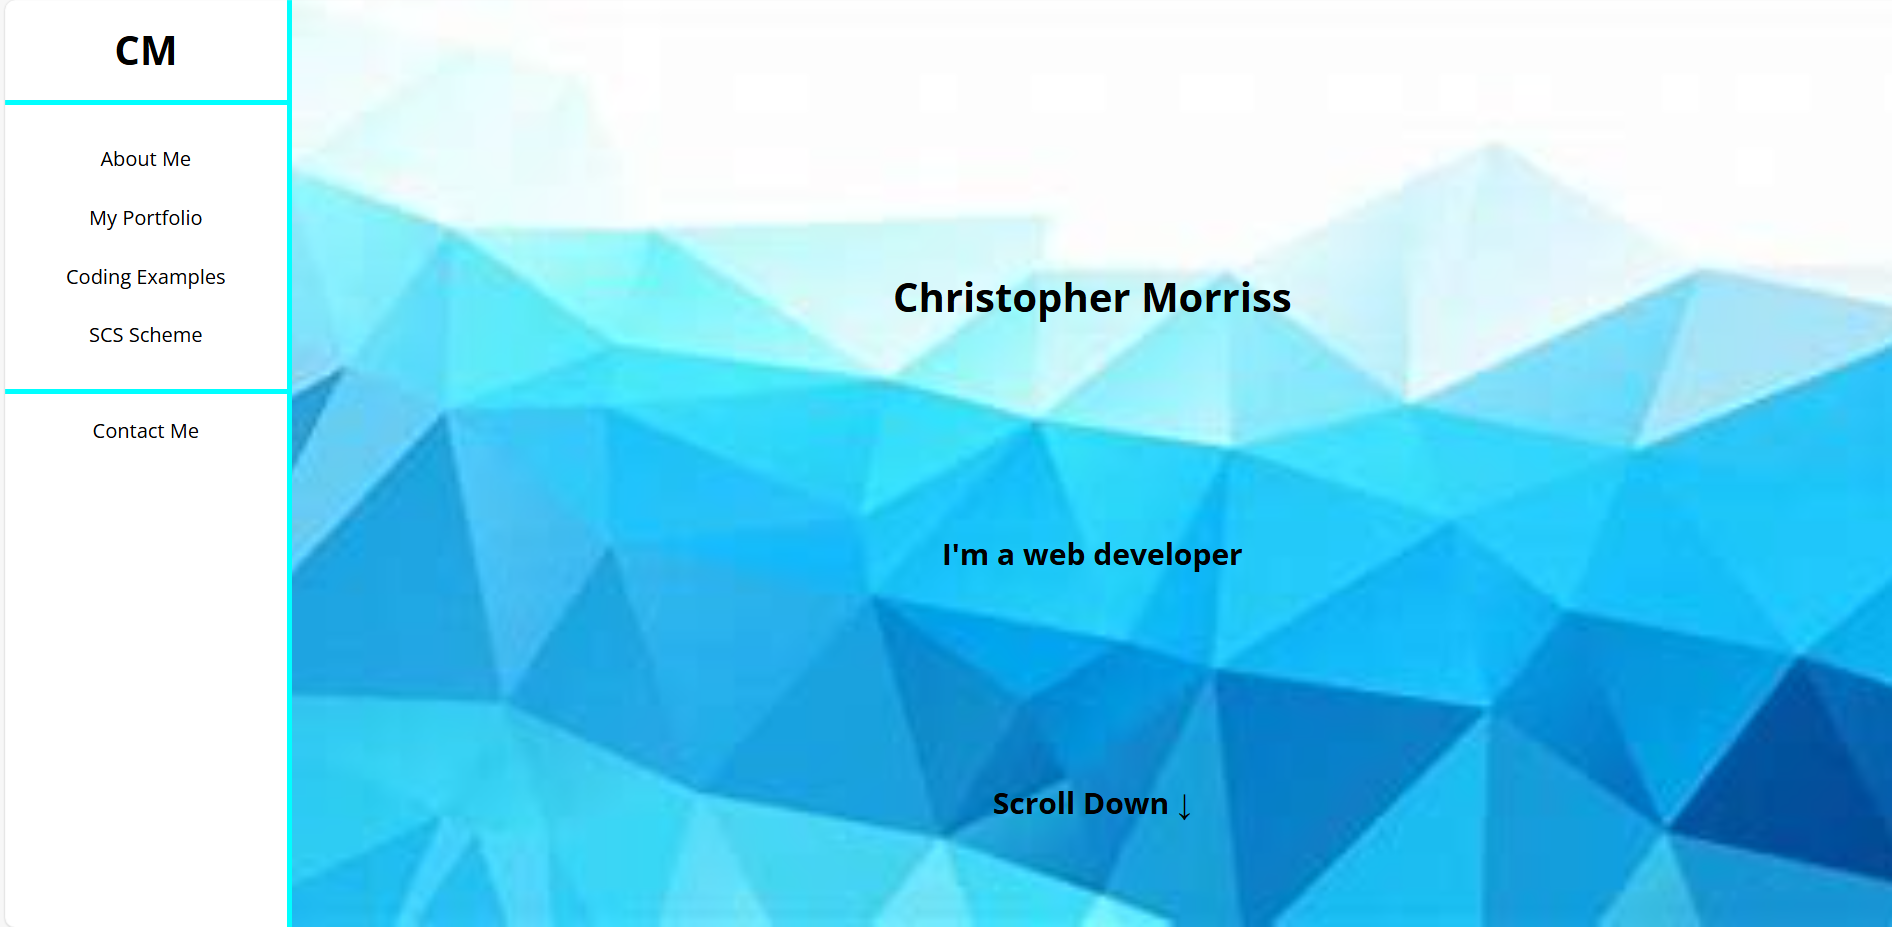 CM
About Me
My Portfolio
Coding Examples
SCS Scheme
Contact Me
Christopher Morriss
I'm a web developer
Scroll Down ↓